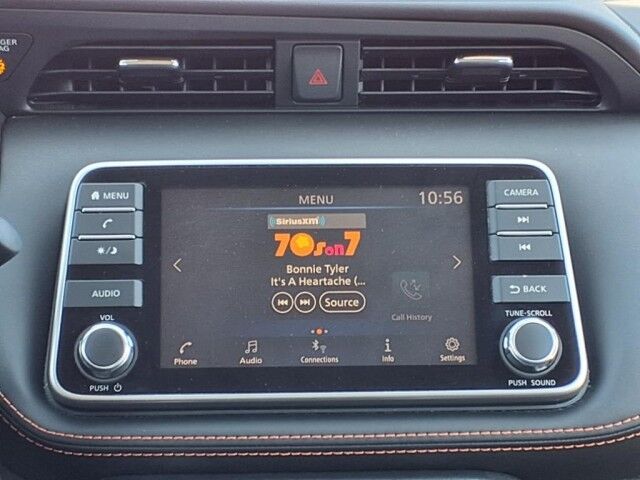 MENU
CAMERA
MENU
10:56
SiriusXM
70s on 7
Bonnie Tyler
It's A Heartache (...
Source
Call History
AUDIO
BACK
VOL
TUNE·SCROLL
Phone
Audio
Connections
Info
Settings
PUSH
PUSH SOUND